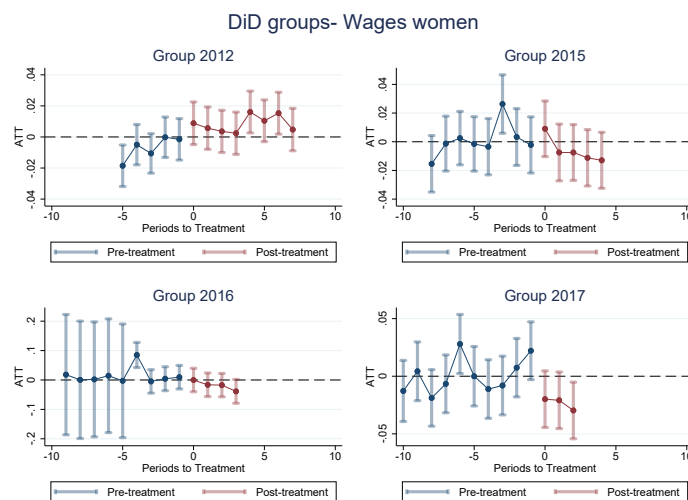 DiD groups- Wages women
Group 2012
ATT
.04
.02
0
-.02
-.04
-10 -5 0 5 10
Periods to Treatment
Pre-treatment Post-treatment
Group 2015
ATT
.04
.02
0
-.02
-.04
-10 -5 0 5 10
Periods to Treatment
Pre-treatment Post-treatment
Group 2016
ATT
.2
.1
0
-.1
-.2
-10 -5 0 5 10
Periods to Treatment
Pre-treatment Post-treatment
Group 2017
ATT
.05
0
-.05
-10 -5 0 5 10
Periods to Treatment
Pre-treatment Post-treatment